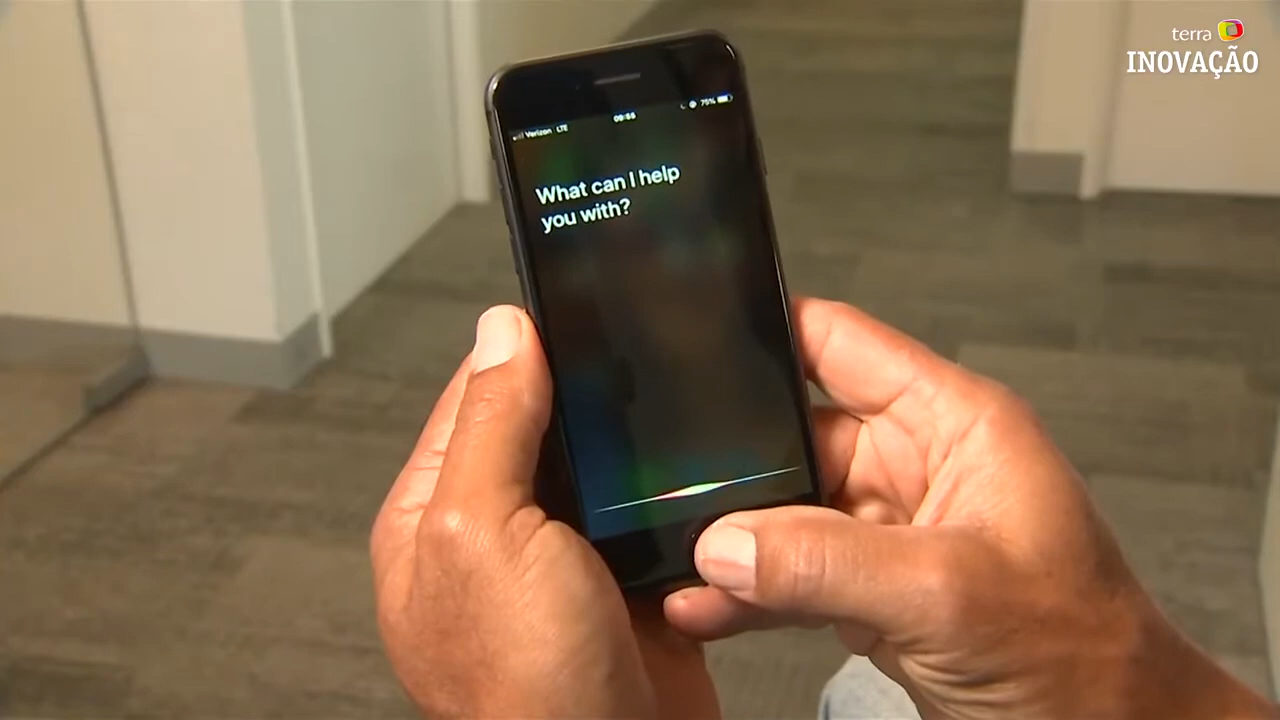 terra
INOVAÇÃO
Verizon LTE
75%
What can I help
you with?